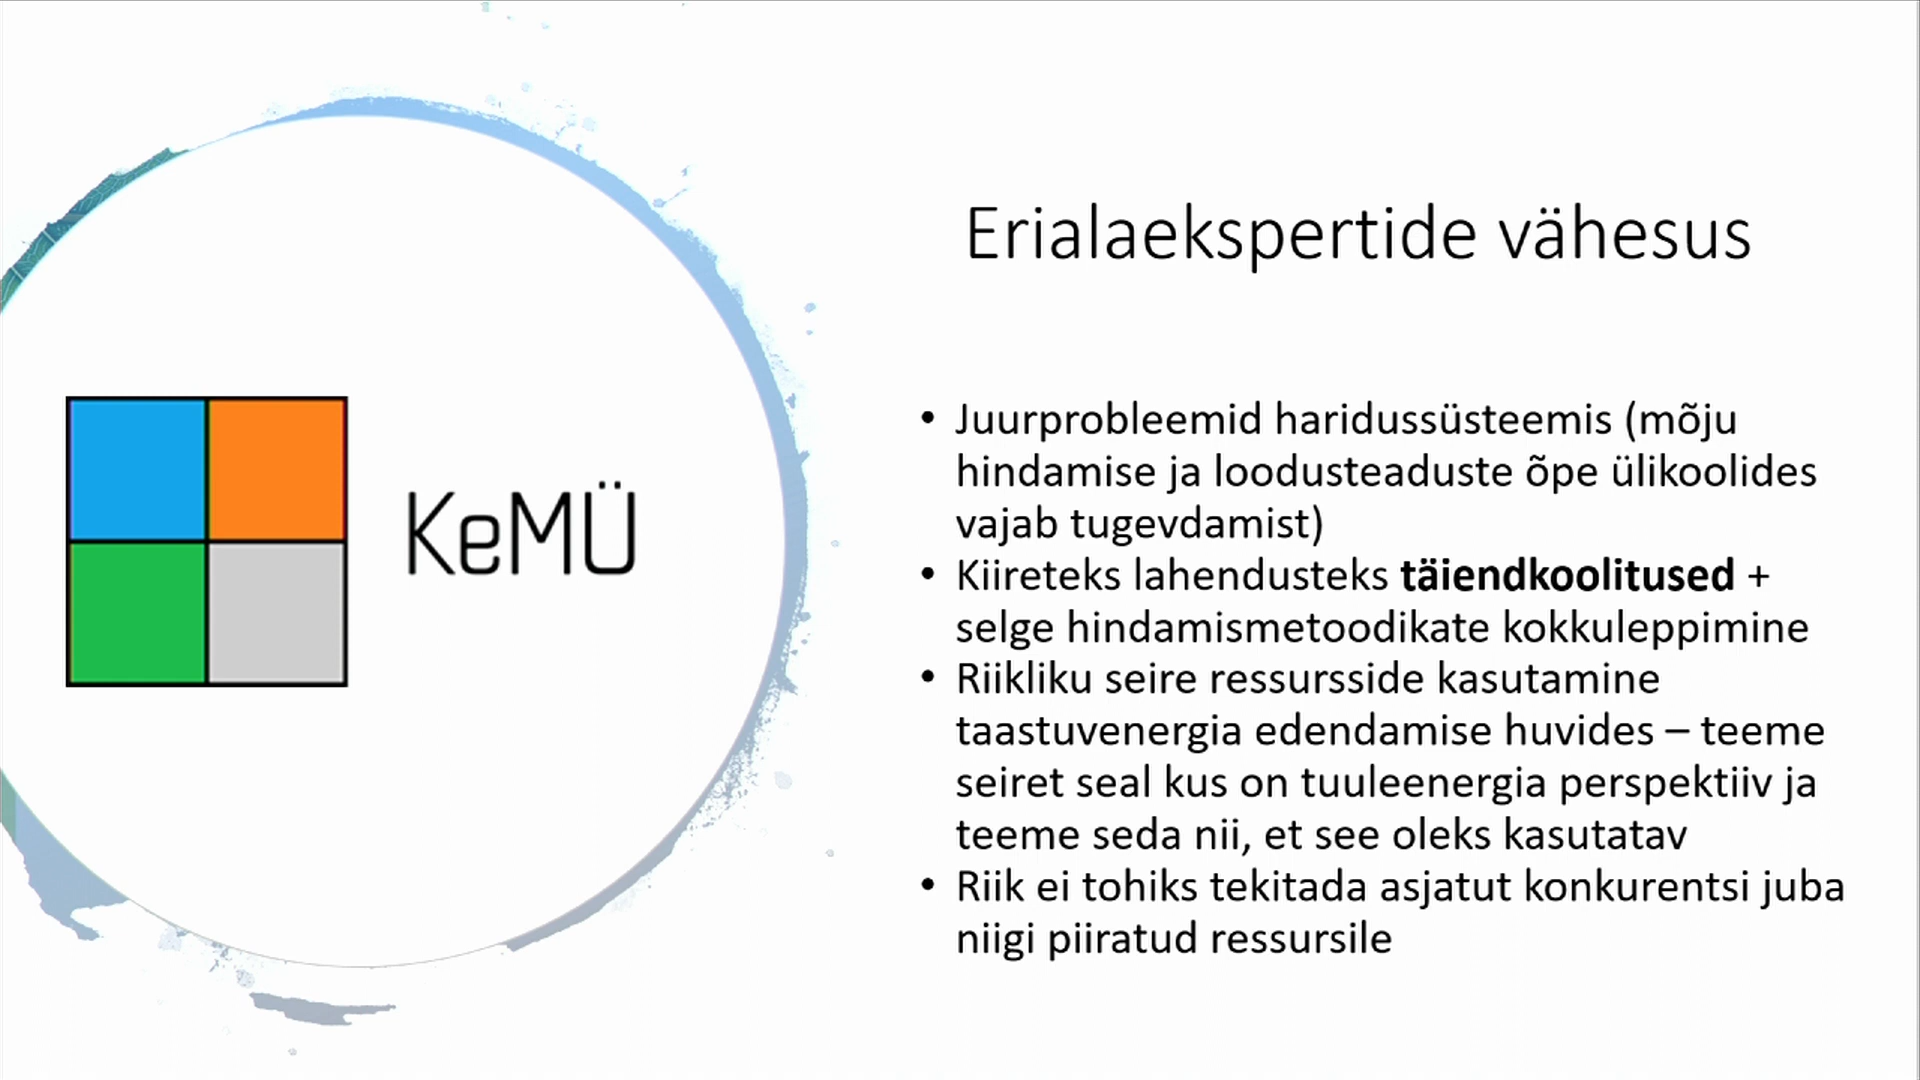 Erialaekspertide vähesus
KeMÜ
• Juurprobleemid haridussüsteemis (mõju
hindamise ja loodusteaduste õpe ülikoolides
vajab tugevdamist)
• Kiireteks lahendusteks täiendkoolitused +
selge hindamismetoodikate kokkuleppimine
• Riikliku seire ressursside kasutamine
taastuvenergia edendamise huvides – teeme
seiret seal kus on tuuleenergia perspektiiv ja
teeme seda nii, et see oleks kasutatav
• Riik ei tohiks tekitada asjatut konkurentsi juba
niigi piiratud ressursile